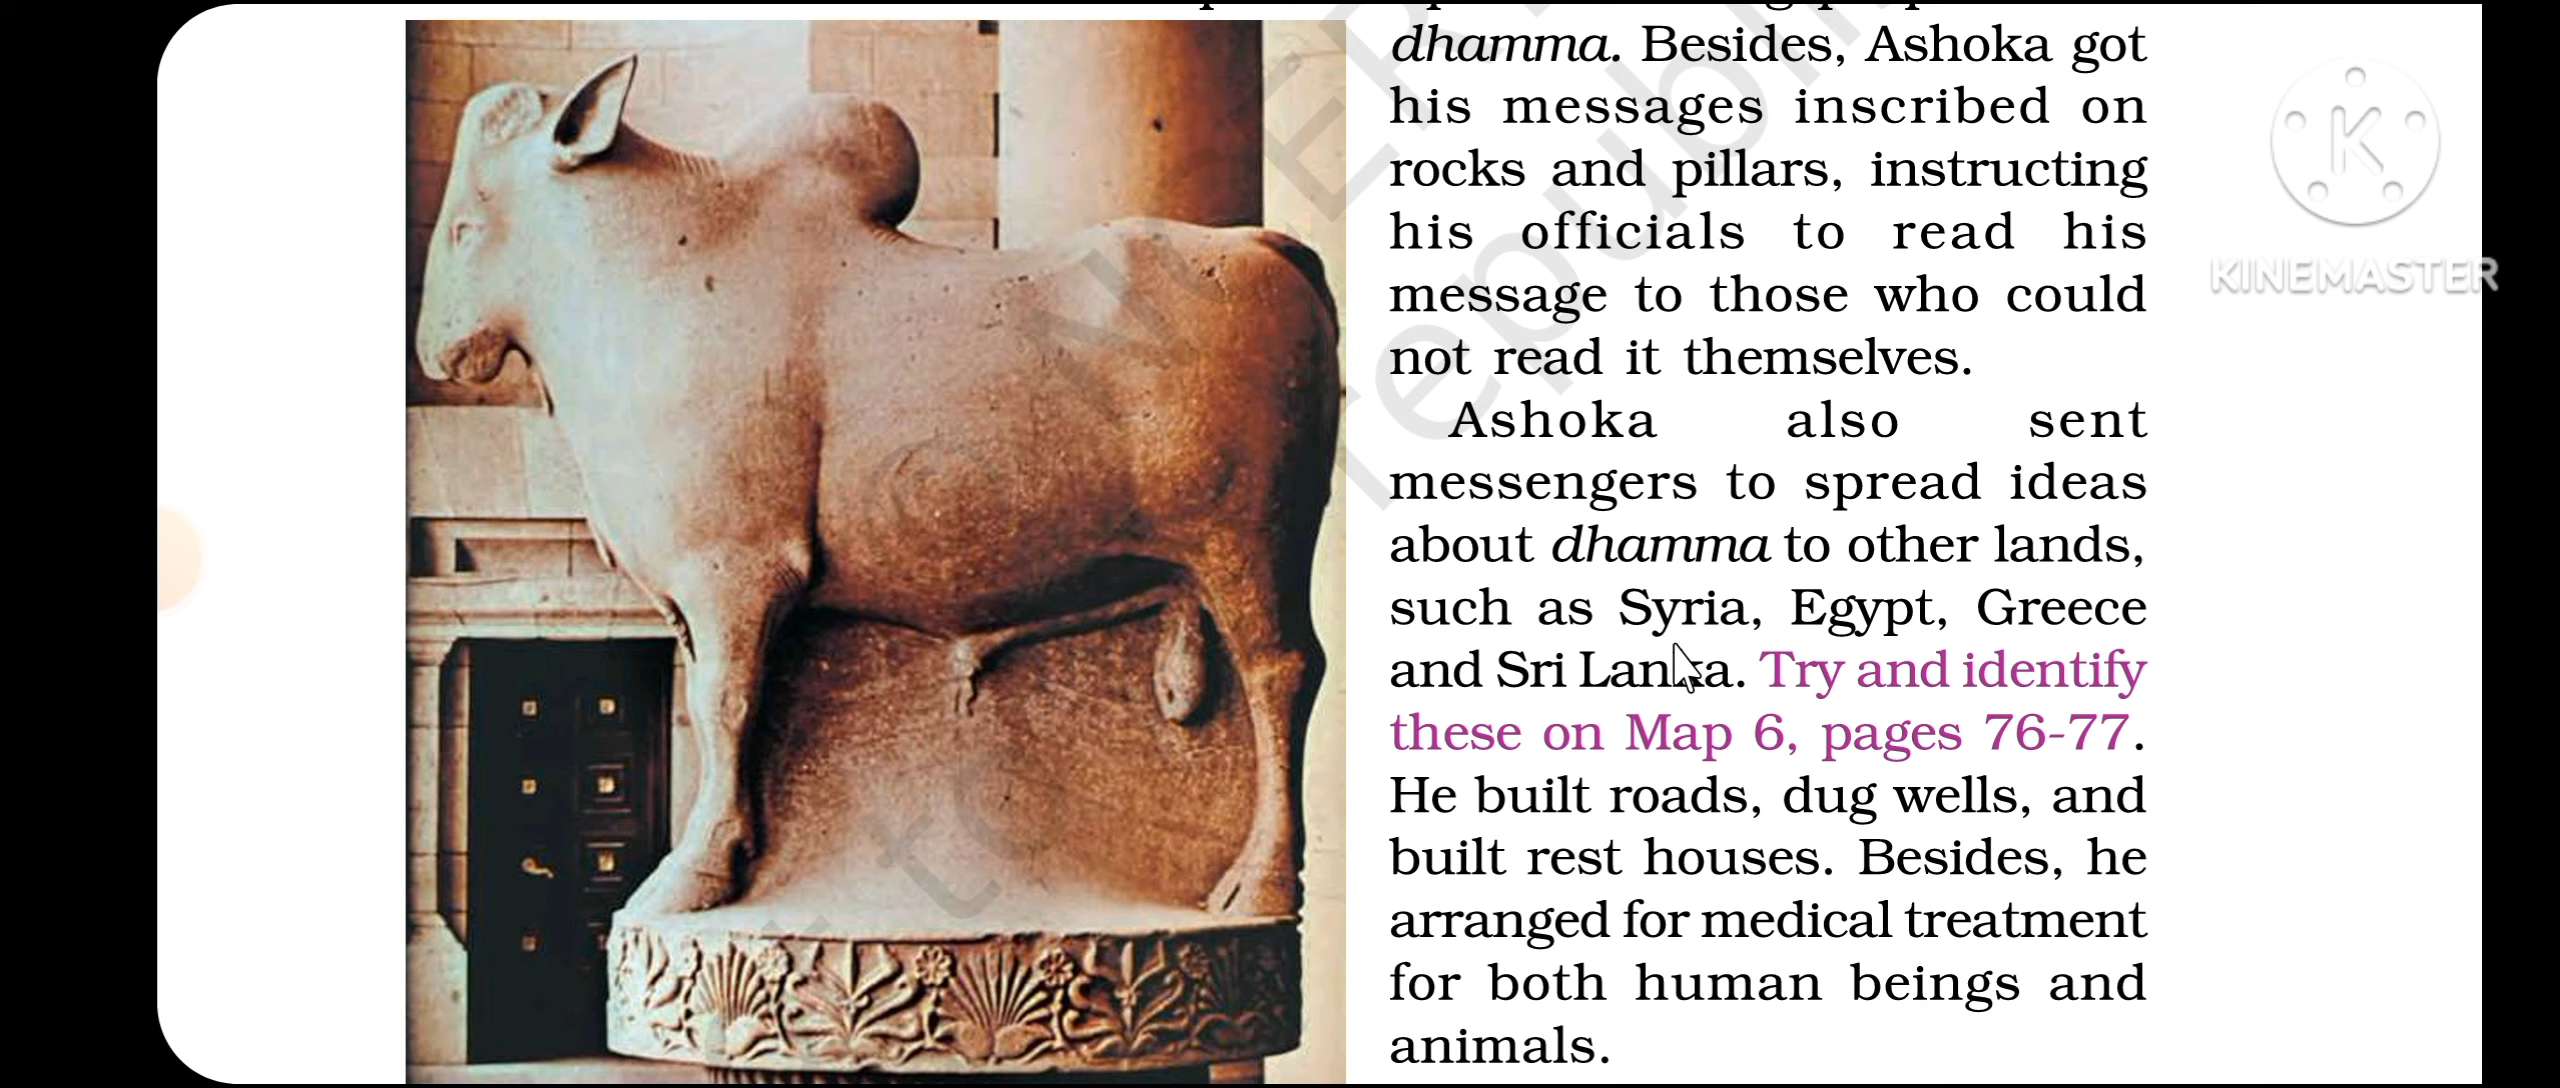 dhamma. Besides, Ashoka got
his messages inscribed on
rocks and pillars, instructing
his officials to read his
message to those who could
not read it themselves.
Ashoka also sent
messengers to spread ideas
about dhamma to other lands,
such as Syria, Egypt, Greece
and Sri Lanka. Try and identify
these on Map 6, pages 76-77.
He built roads, dug wells, and
built rest houses. Besides, he
arranged for medical treatment
for both human beings and
animals.
K
KINEMASTER